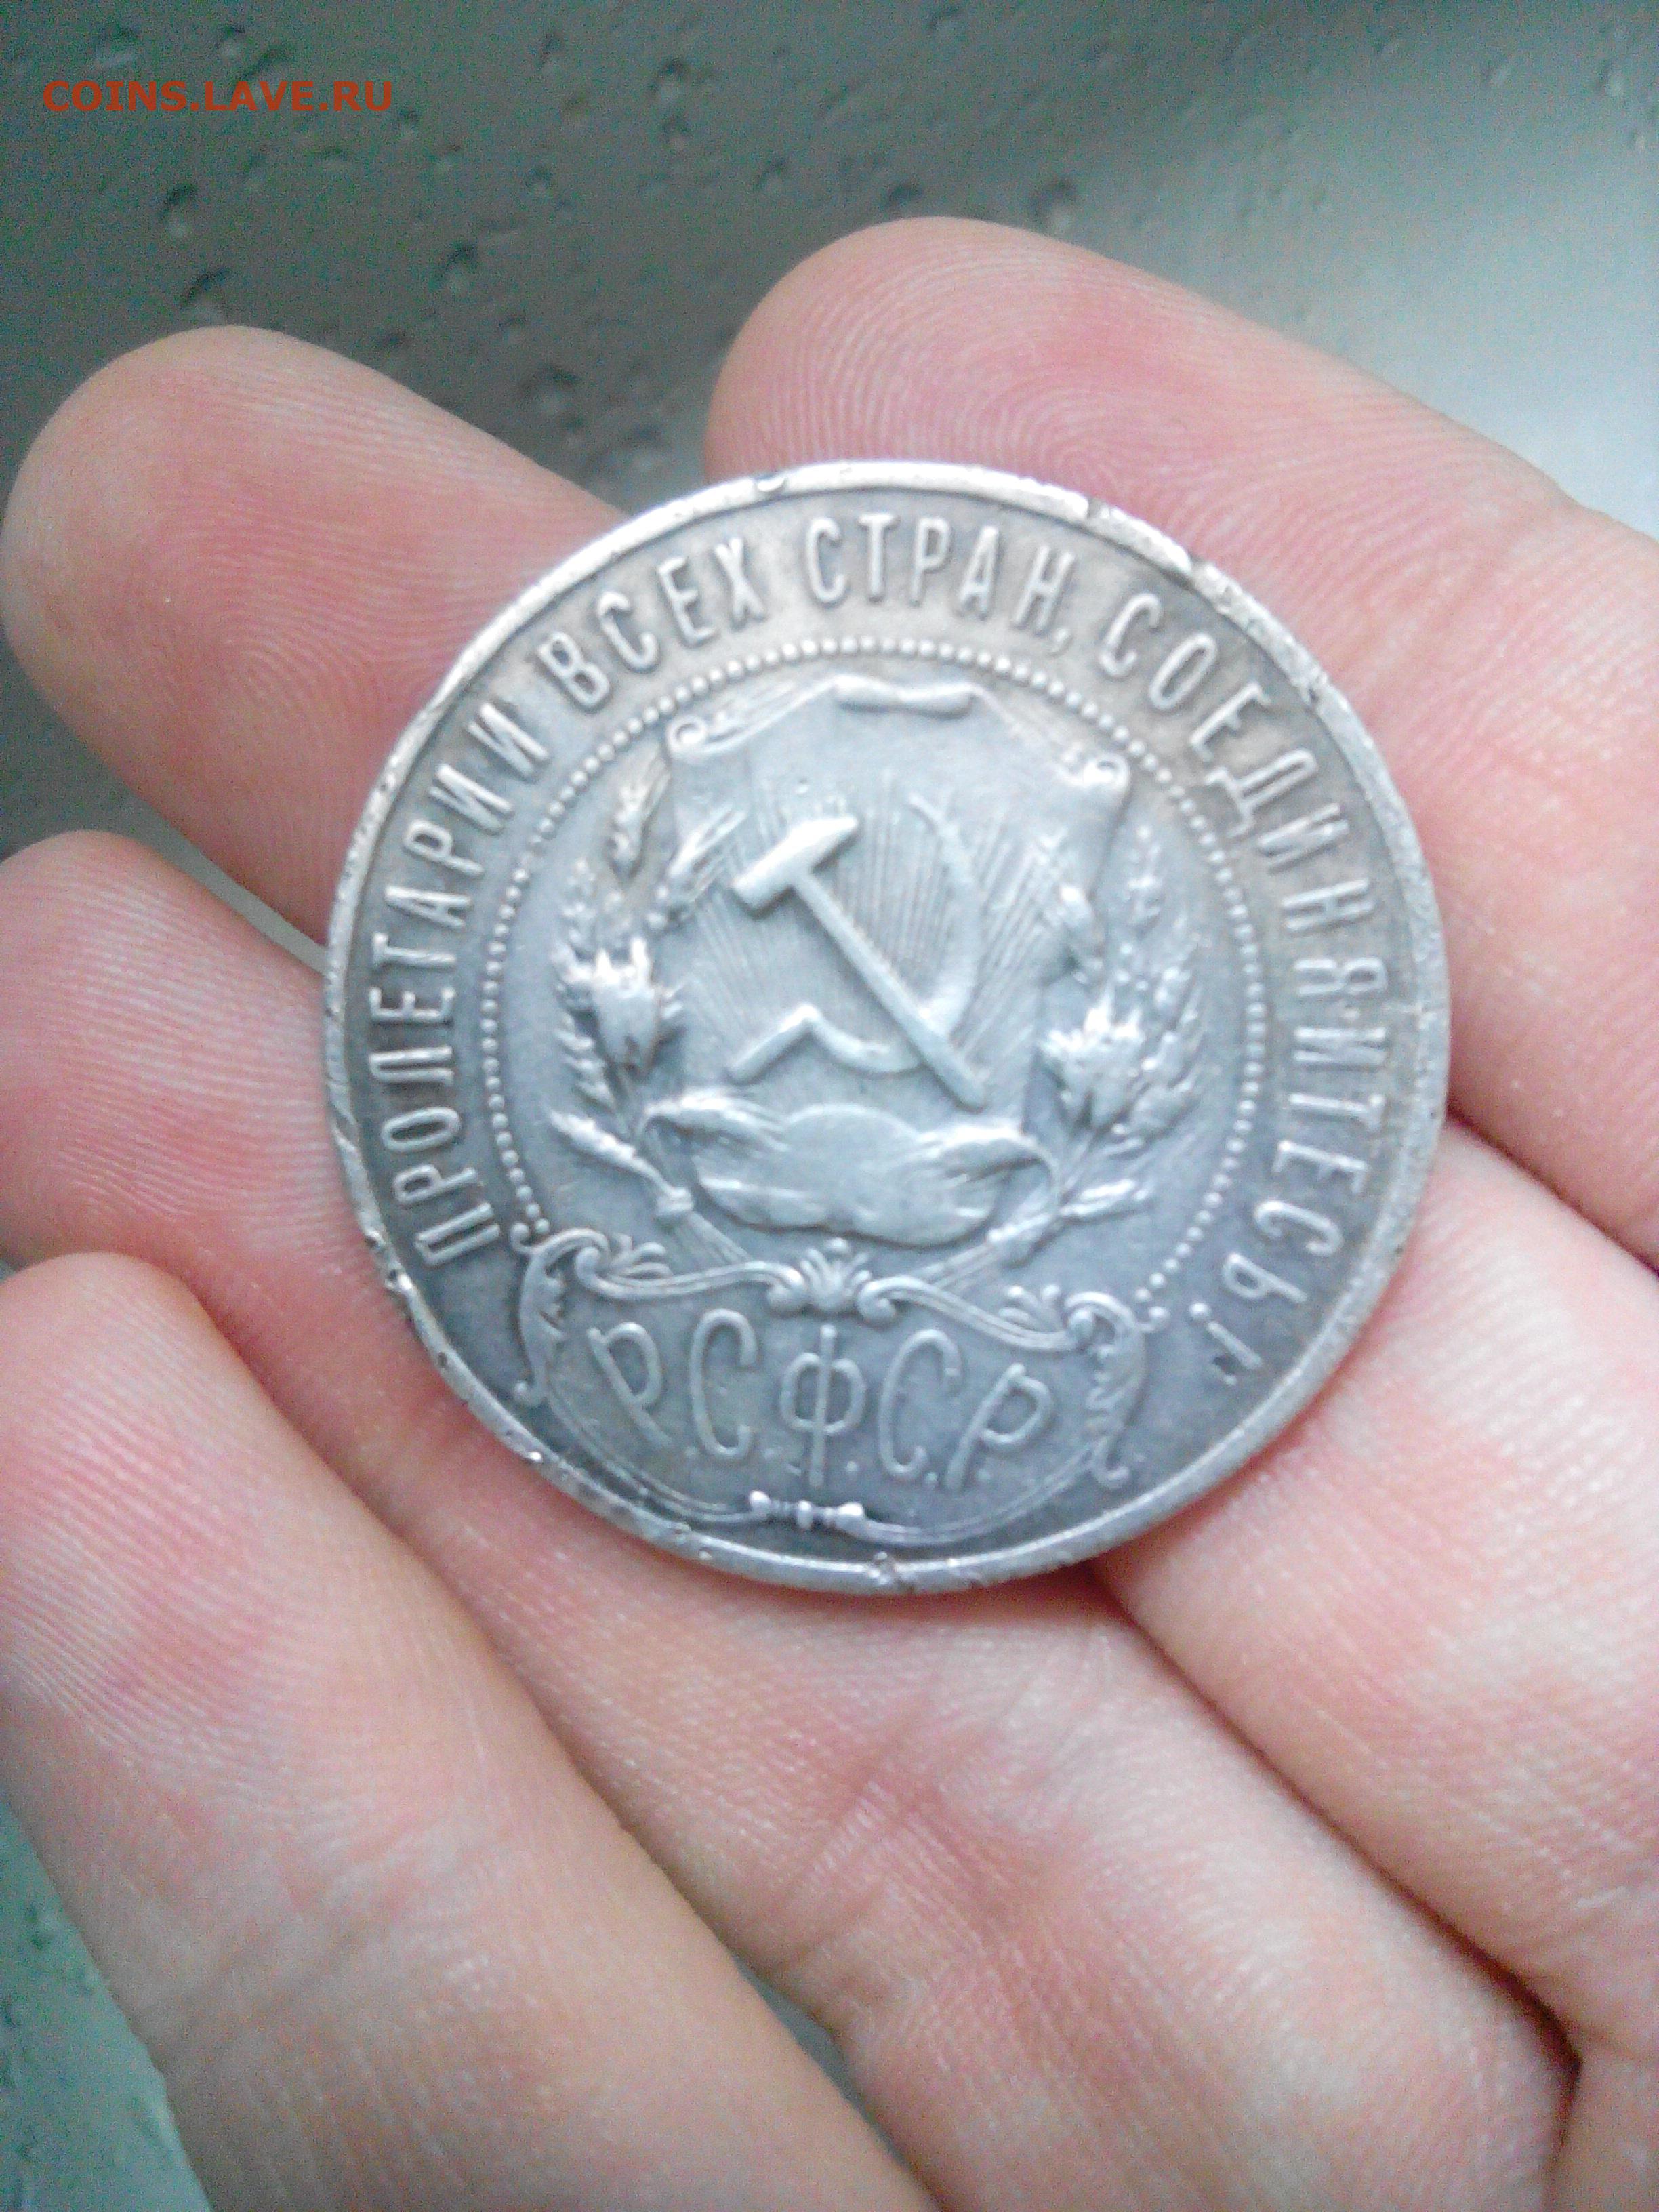 COINS.LAVE.RU
ПРОЛЕТАРИИ ВСЕХ СТРАН, СОЕДИНЯЙТЕСЬ!
Р.С.Ф.С.Р.